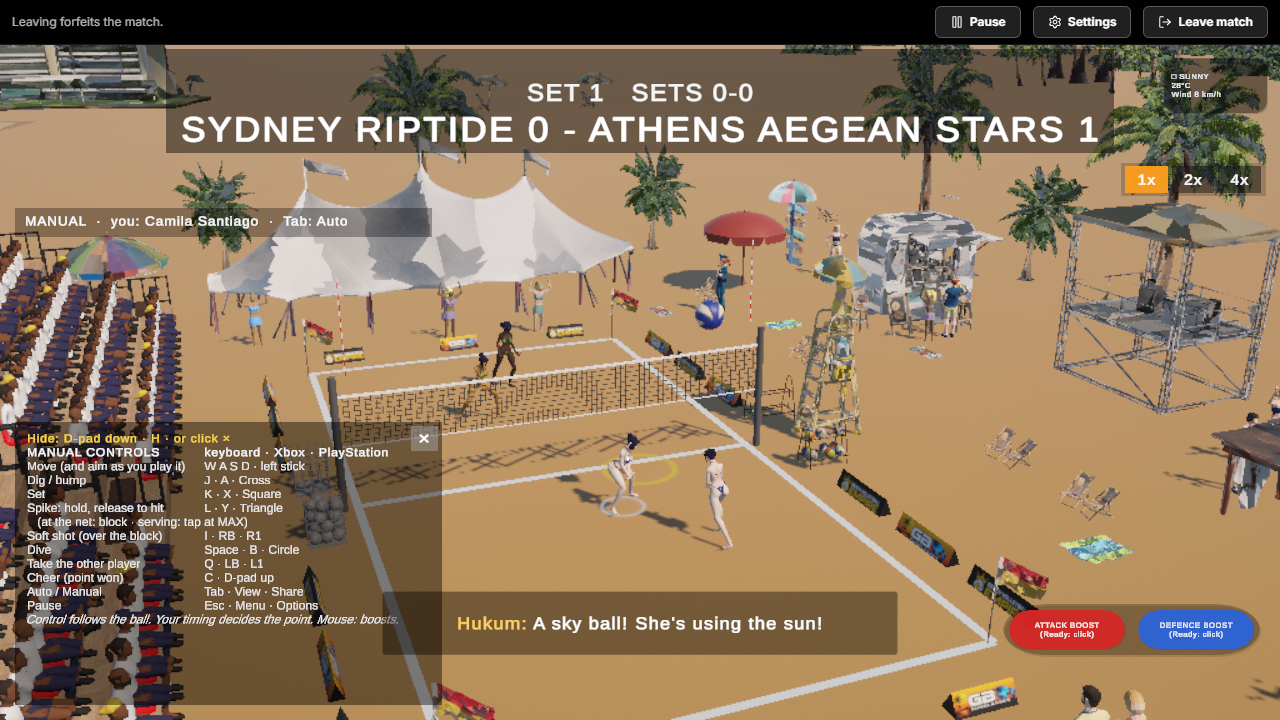 Leaving forfeits the match.
Pause
Settings
Leave match
SET 1 SETS 0-0
SYDNEY RIPTIDE 0 - ATHENS AEGEAN STARS 1
SUNNY
28°C
Wind 8 km/h
1x 2x 4x
MANUAL · you: Camila Santiago · Tab: Auto
Hide: D-pad down · H · or click ×
MANUAL CONTROLS keyboard · Xbox · PlayStation
Move (and aim as you play it) W A S D · left stick
Dig / bump J · A · Cross
Set K · X · Square
Spike: hold, release to hit L · Y · Triangle
(at the net: block · serving: tap at MAX)
Soft shot (over the block) I · RB · R1
Dive Space · B · Circle
Take the other player Q · LB · L1
Cheer (point won) C · D-pad up
Auto / Manual Tab · View · Share
Pause Esc · Menu · Options
Control follows the ball. Your timing decides the point. Mouse: boosts.
Hukum: A sky ball! She's using the sun!
ATTACK BOOST
(Ready: click)
DEFENCE BOOST
(Ready: click)